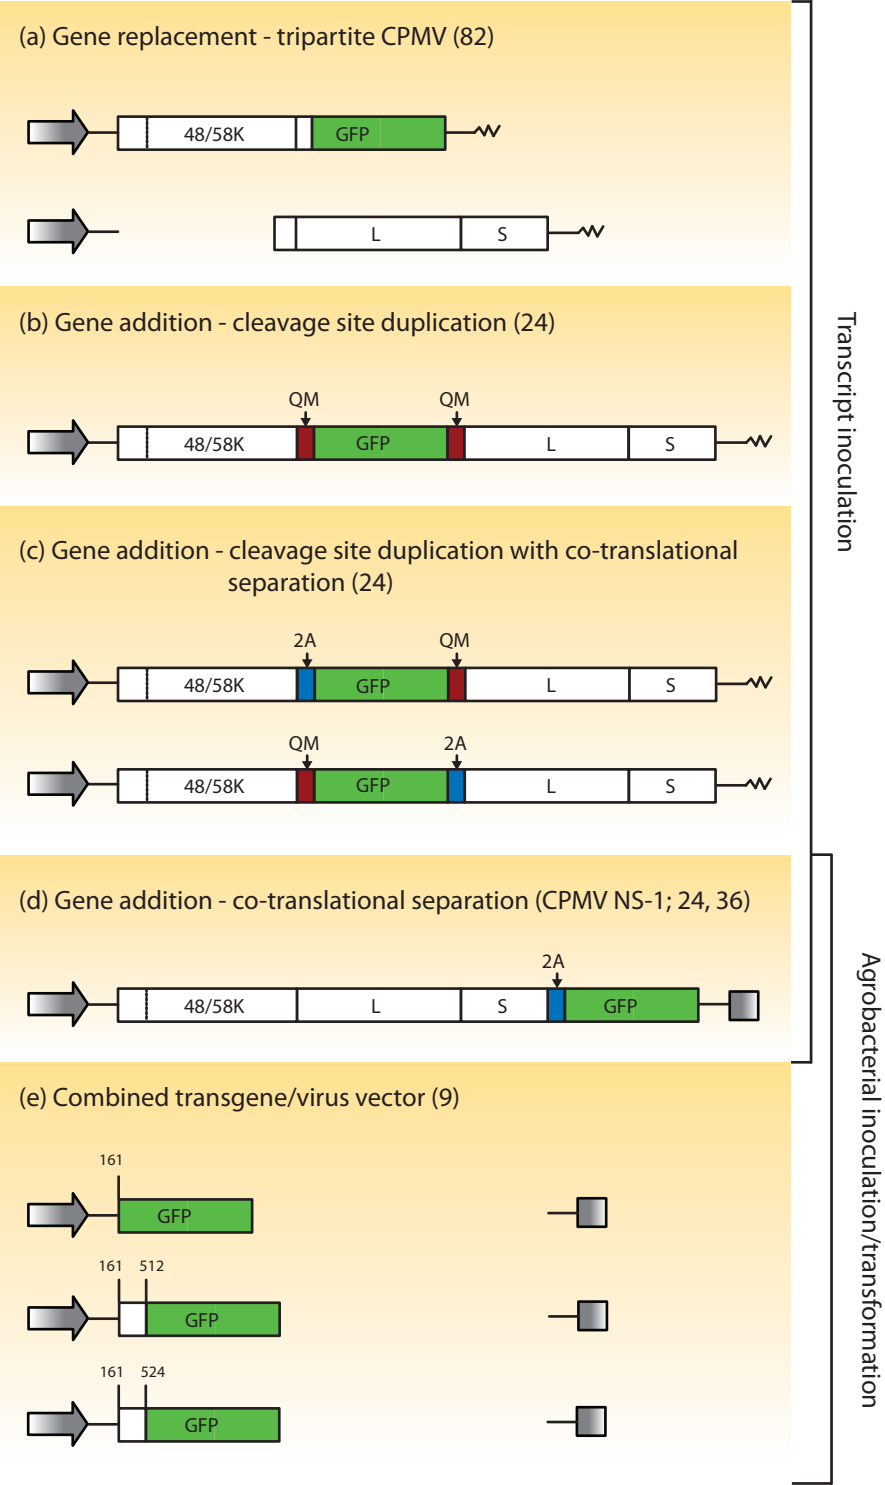 (a) Gene replacement - tripartite CPMV (82)
48/58K GFP
L S
(b) Gene addition - cleavage site duplication (24)
QM QM
48/58K GFP L S
(c) Gene addition - cleavage site duplication with co-translational
separation (24)
2A QM
48/58K GFP L S
QM 2A
48/58K GFP L S
(d) Gene addition - co-translational separation (CPMV NS-1; 24, 36)
2A
48/58K L S GFP
(e) Combined transgene/virus vector (9)
161
GFP
161 512
GFP
161 524
GFP
Transcript inoculation
Agrobacterial inoculation/transformation